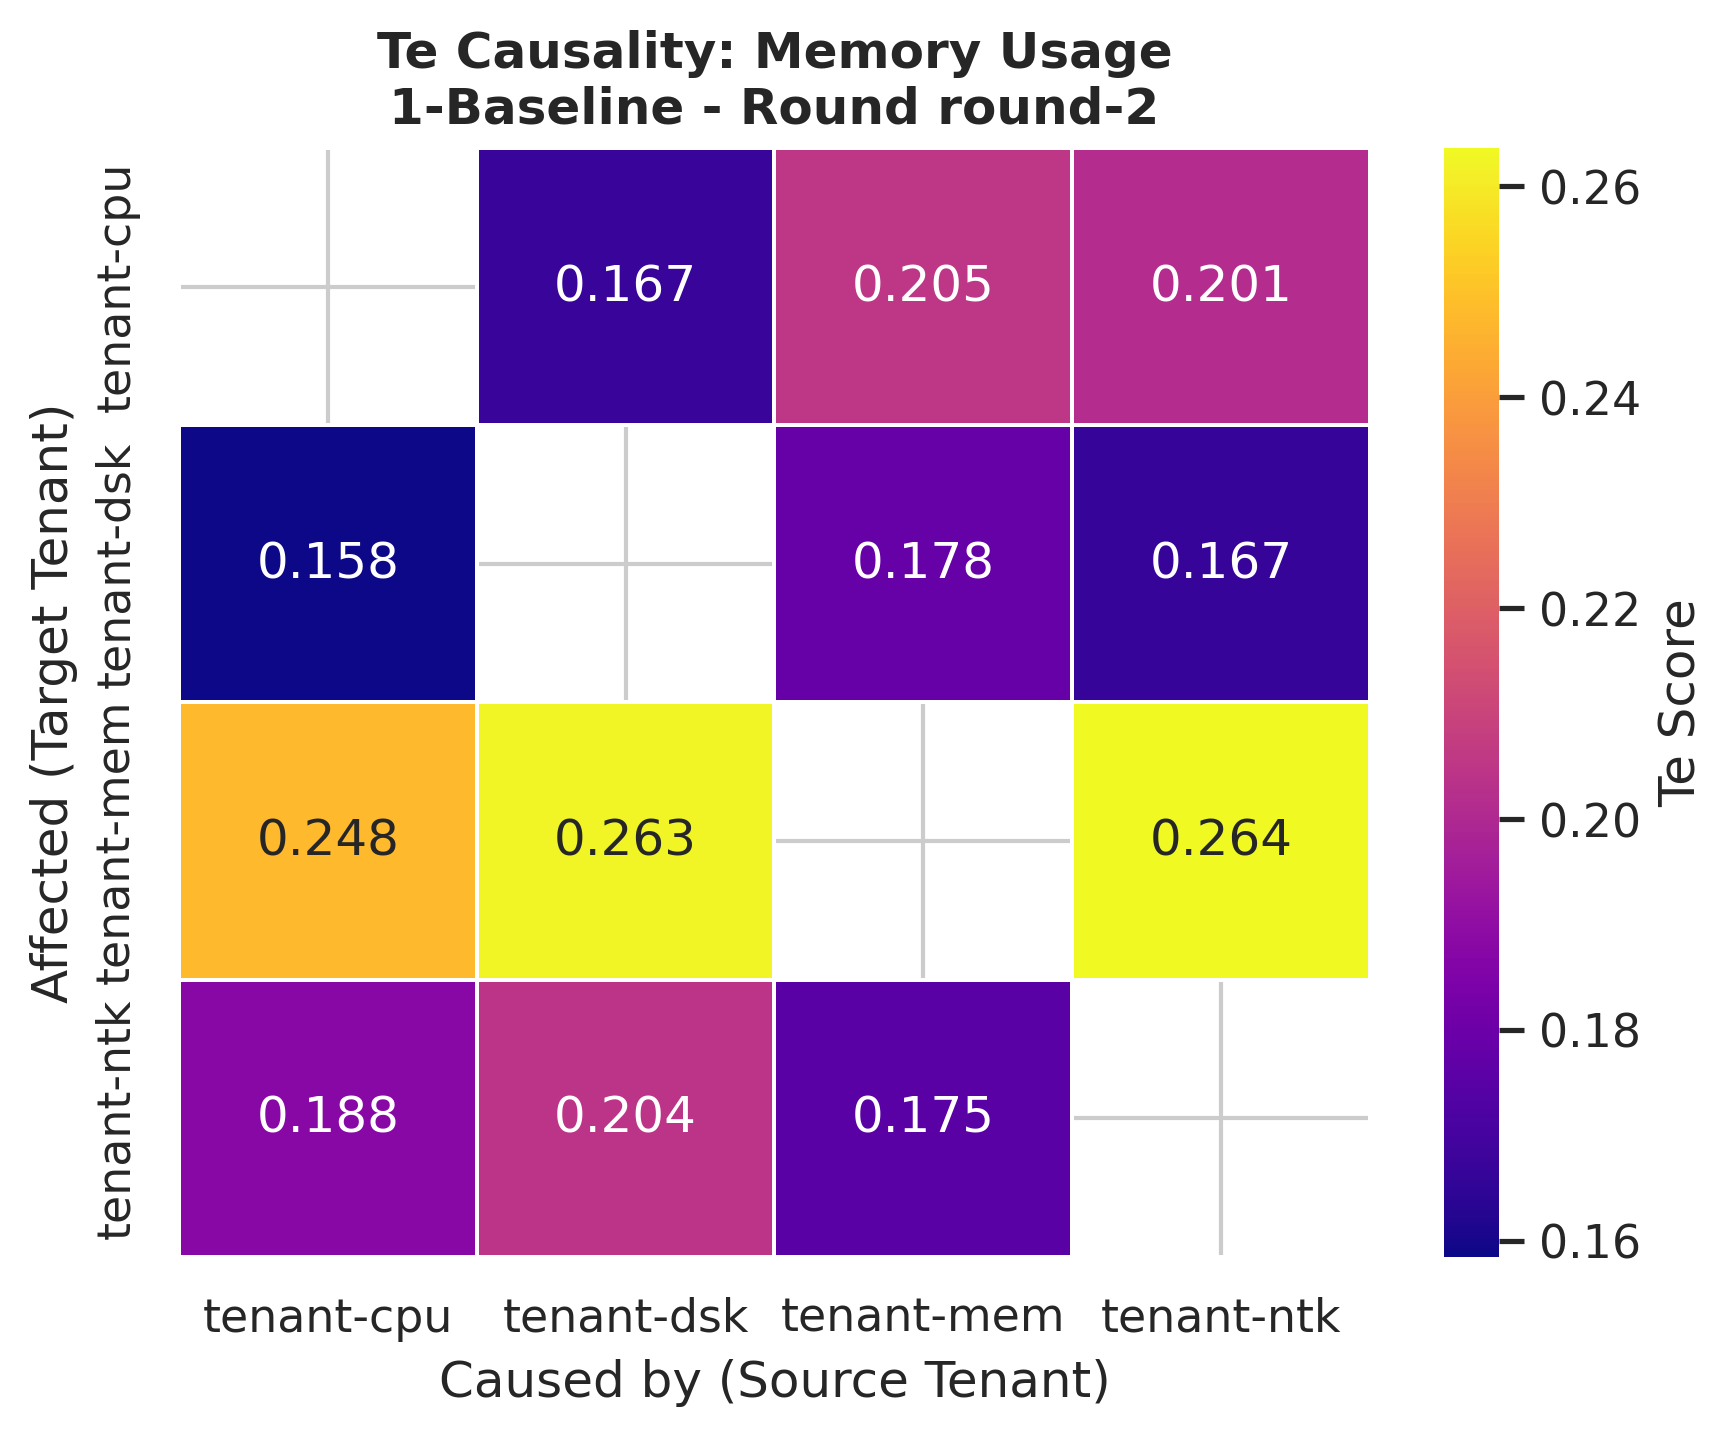 Te Causality: Memory Usage
1-Baseline - Round round-2
Affected (Target Tenant)
tenant-cpu
0.167 0.205 0.201
tenant-dsk
0.158 0.178 0.167
tenant-mem
0.248 0.263 0.264
tenant-ntk
0.188 0.204 0.175
tenant-cpu tenant-dsk tenant-mem tenant-ntk
Caused by (Source Tenant)
0.26
0.24
0.22
0.20
0.18
0.16
Te Score